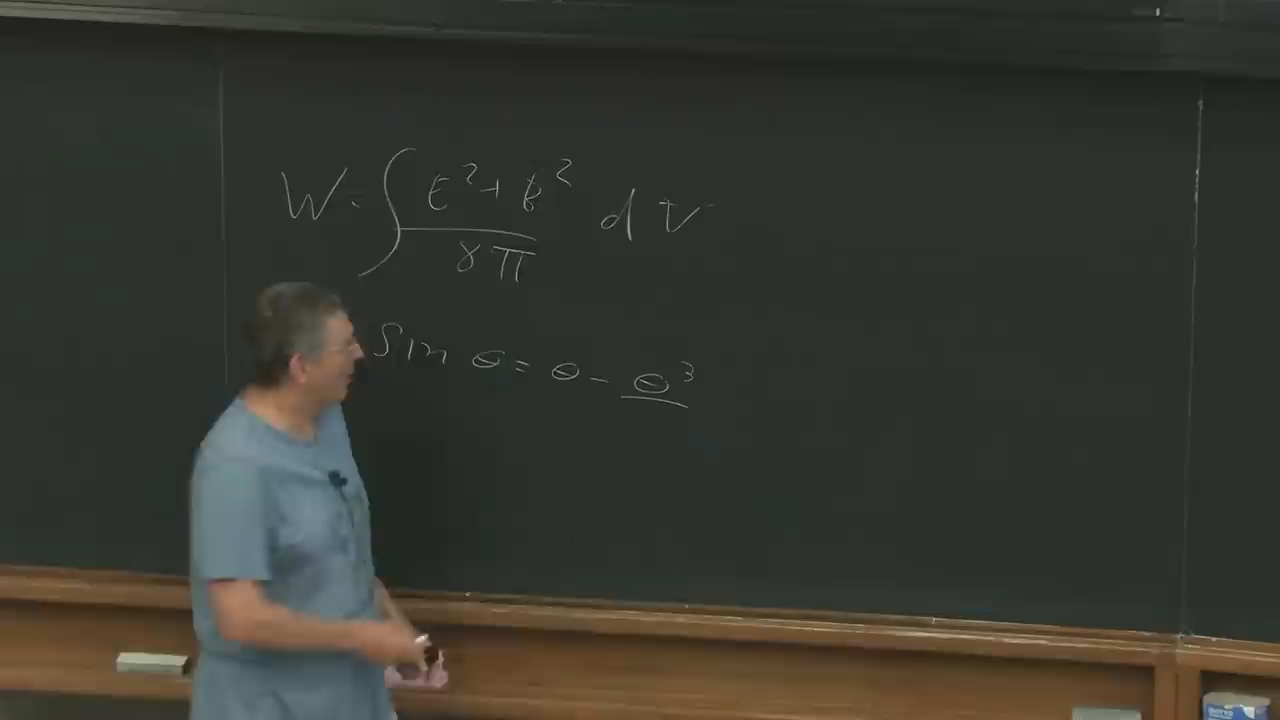 W = ∫ E² + B² / 8π dV
Sin θ = θ - θ³